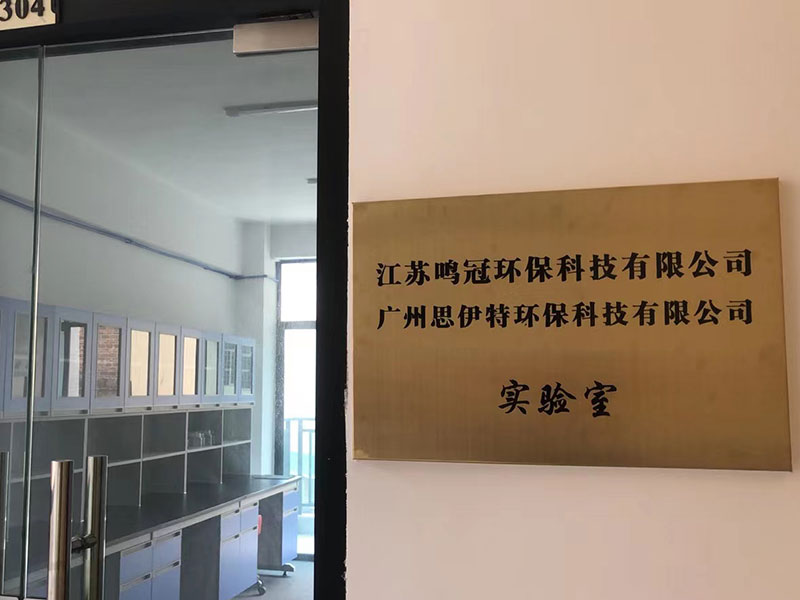 304
江苏鸣冠环保科技有限公司
广州思伊特环保科技有限公司
实验室